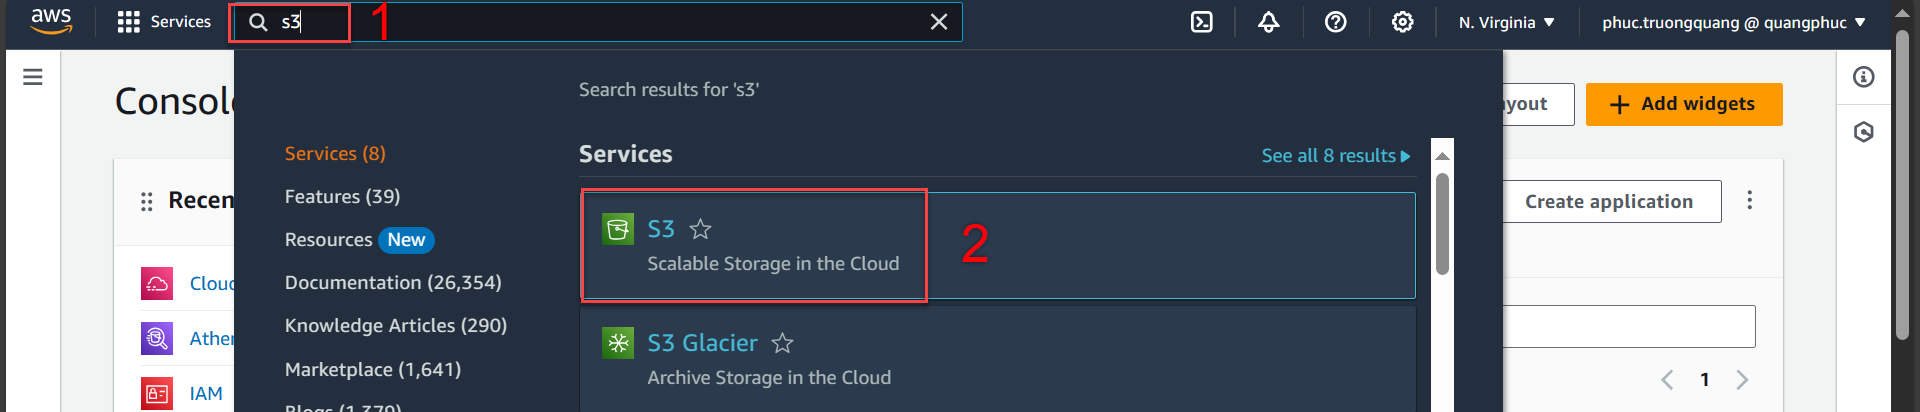 aws
Services
s3
1
N. Virginia
phuc.truongquang @ quangphuc
Consol
Search results for 's3'
yout
Add widgets
Services (8)
Features (39)
Resources New
Documentation (26,354)
Knowledge Articles (290)
Marketplace (1,641)
Blogs (1,379)
Services
See all 8 results
S3
Scalable Storage in the Cloud
2
S3 Glacier
Archive Storage in the Cloud
Recen
Cloud
Ather
IAM
Create application
1